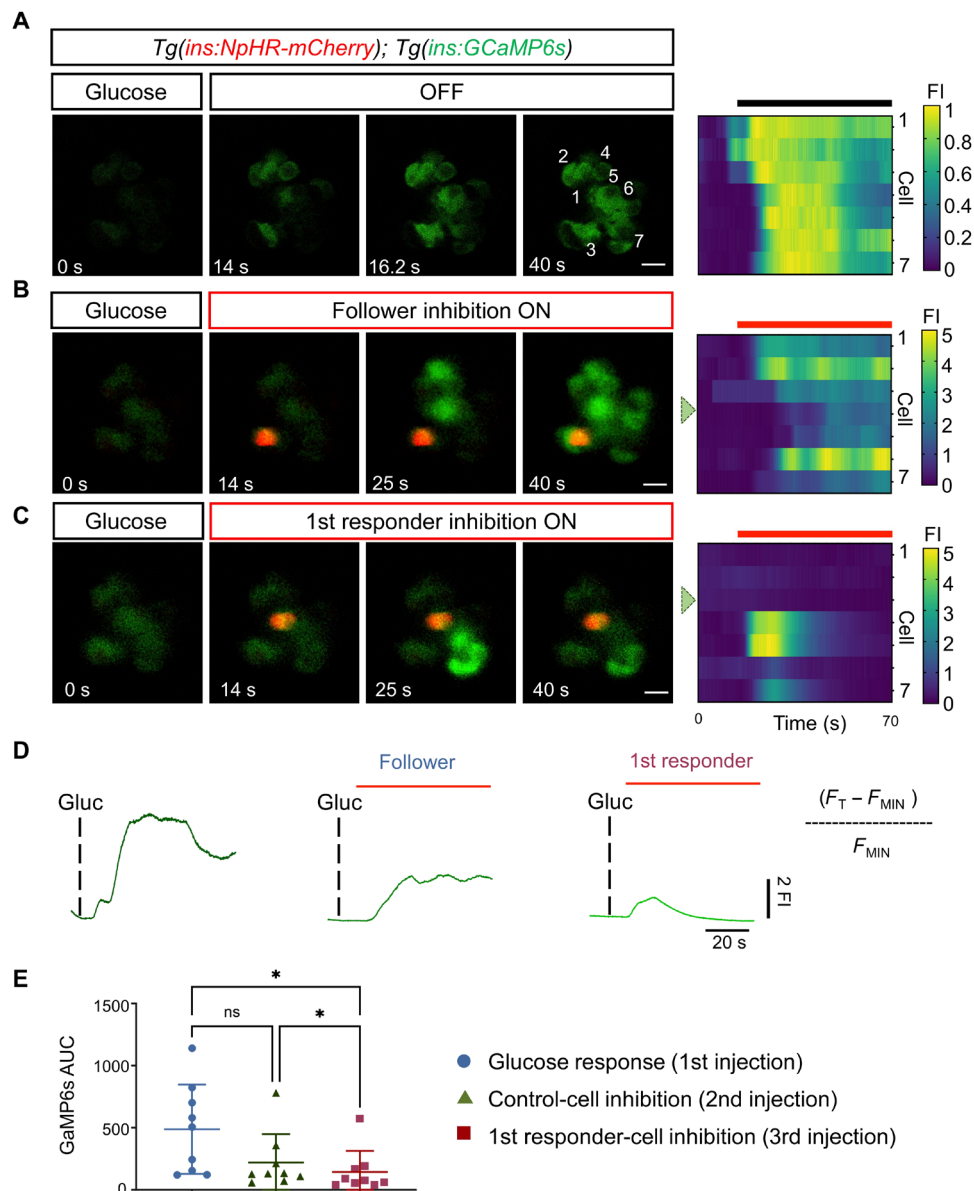 A
Tg(ins:NpHR-mCherry); Tg(ins:GCaMP6s)
Glucose
OFF
0 s
14 s
16.2 s
40 s
1
2
3
4
5
6
7
FI
1
0.8
0.6
0.4
0.2
0
1
Cell
7
B
Glucose
Follower inhibition ON
0 s
14 s
25 s
40 s
FI
5
4
3
2
1
0
1
Cell
7
C
Glucose
1st responder inhibition ON
0 s
14 s
25 s
40 s
FI
5
4
3
2
1
0
1
Cell
7
0
Time (s)
70
D
Gluc
Follower
Gluc
1st responder
Gluc
(FT – FMIN )
FMIN
2 FI
20 s
E
GaMP6s AUC
1500
1000
500
0
*
ns
*
Glucose response (1st injection)
Control-cell inhibition (2nd injection)
1st responder-cell inhibition (3rd injection)